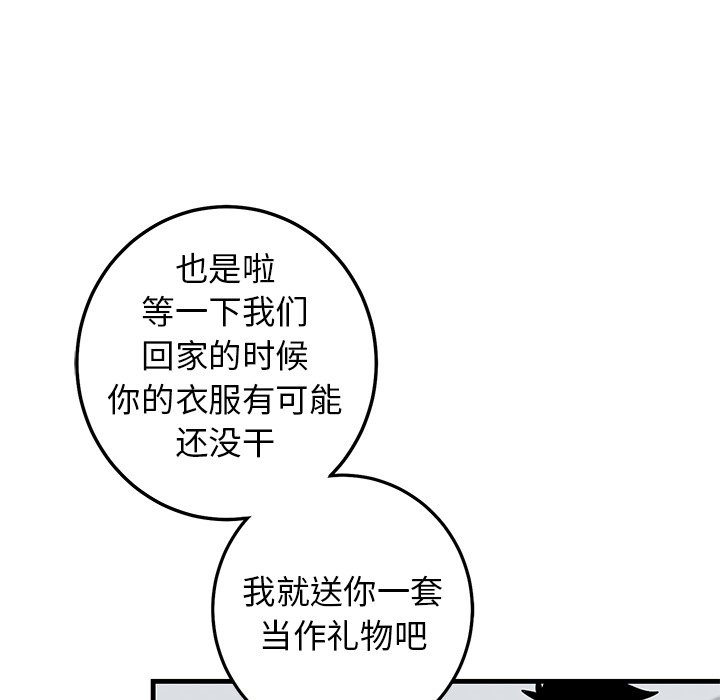 也是啦
等一下我们
回家的时候
你的衣服有可能
还没干
我就送你一套
当作礼物吧